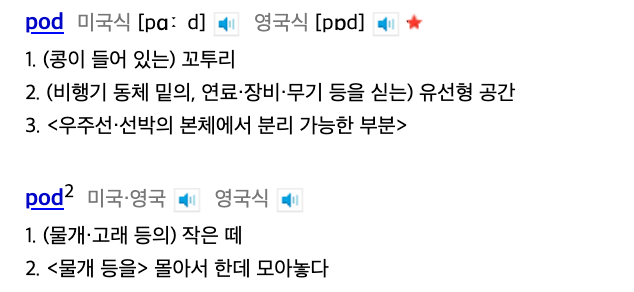 pod 미국식 [pɑː d] 영국식 [pɒd]
1. (콩이 들어 있는) 꼬투리
2. (비행기 동체 밑의, 연료·장비·무기 등을 싣는) 유선형 공간
3. <우주선·선박의 본체에서 분리 가능한 부분>
pod² 미국·영국 영국식
1. (물개·고래 등의) 작은 떼
2. <물개 등을> 몰아서 한데 모아놓다